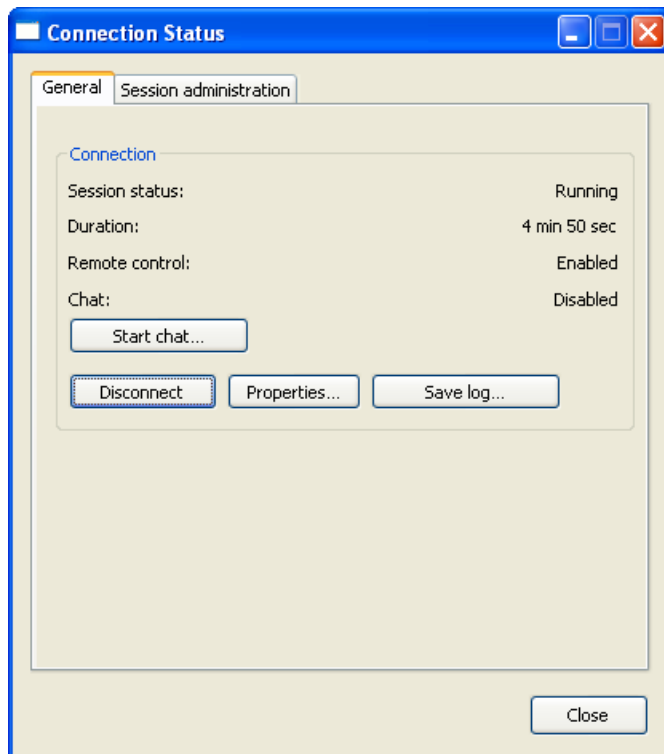 Connection Status
General Session administration
Connection
Session status: Running
Duration: 4 min 50 sec
Remote control: Enabled
Chat: Disabled
Start chat...
Disconnect Properties... Save log...
Close